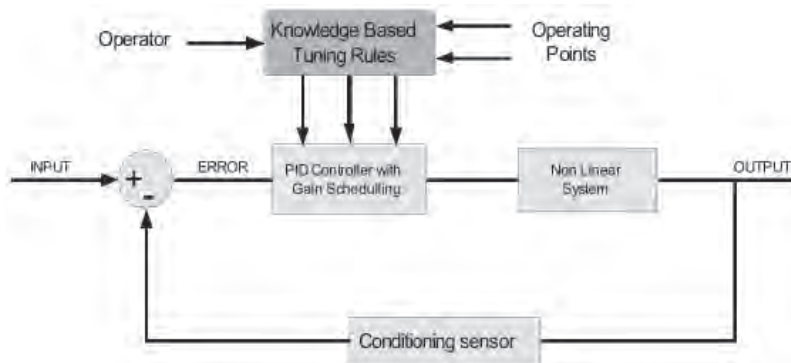 Operator
Knowledge Based
Tuning Rules
Operating
Points
INPUT
+
-
ERROR
PID Controller with
Gain Schedulling
Non Linear
System
OUTPUT
Conditioning sensor